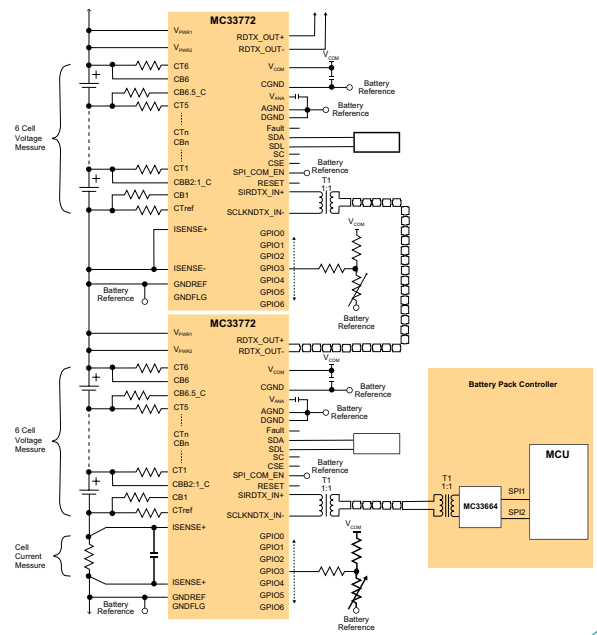 MC33772
VPWR1
VPWR2
CT6
CB6
CB6.5_C
CT5
CTn
CBn
CT1
CBB2:1_C
CB1
CTref
ISENSE+
ISENSE-
GNDREF
GNDFLG
RDTX_OUT+
RDTX_OUT-
VCOM
CGND
VANA
AGND
DGND
Fault
SDA
SDL
SC
CSE
SPI_COM_EN
RESET
SIRDTX_IN+
SCLKNDTX_IN-
GPIO0
GPIO1
GPIO2
GPIO3
GPIO4
GPIO5
GPIO6
6 Cell
Voltage
Messure
Battery
Reference
VCOM
Battery
Reference
Battery
Reference
Battery
Reference
T1
1:1
VCOM
Battery
Reference
MC33772
VPWR1
VPWR2
CT6
CB6
CB6.5_C
CT5
CTn
CBn
CT1
CBB2:1_C
CB1
CTref
ISENSE+
ISENSE+
GNDREF
GNDFLG
RDTX_OUT+
RDTX_OUT-
VCOM
CGND
VANA
AGND
DGND
Fault
SDA
SDL
SC
CSE
SPI_COM_EN
RESET
SIRDTX_IN+
SCLKNDTX_IN-
GPIO0
GPIO1
GPIO2
GPIO3
GPIO4
GPIO5
GPIO6
6 Cell
Voltage
Messure
Cell
Current
Messure
Battery
Reference
VCOM
Battery
Reference
Battery
Reference
Battery
Reference
T1
1:1
VCOM
Battery
Reference
Battery Pack Controller
T1
1:1
MC33664
SPI1
SPI2
MCU